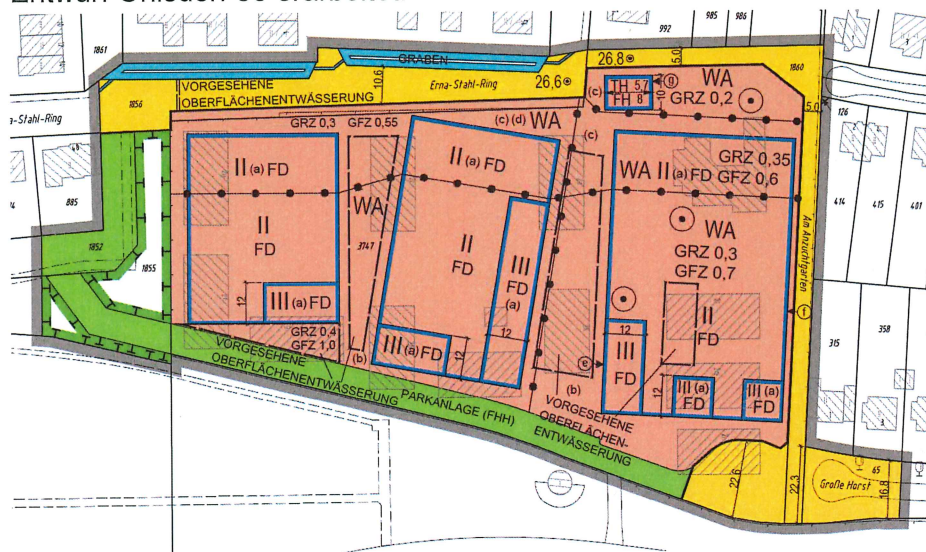 1861
992
985
986
GRABEN
26,8
5,0
1860
10,6
Erna-Stahl-Ring
26,6
VORGESEHENE
OBERFLÄCHENENTWÄSSERUNG
1856
a-Stahl-Ring
(c)
TH 5,7
FH 8
10
(g)
WA
GRZ 0,2
5,0
126
GRZ 0,3 GFZ 0,55
(c) (d) WA
(c)
II (a) FD
II (a) FD
WA II (a) FD
GRZ 0,35
GFZ 0,6
885
414
415
401
WA
3747
II
FD
II
FD
III
FD
(a)
WA
GRZ 0,3
GFZ 0,7
Am Anzuchtgarten
1852
1855
12
III (a) FD
II
FD
(f)
315
358
GRZ 0,4
GFZ 1,0
(b)
III (a) FD
12
12
(e)
12
III
FD
12
III (a)
FD
III (a)
FD
(b)
VORGESEHENE
OBERFLÄCHENENTWÄSSERUNG
PARKANLAGE (FHH)
VORGESEHENE
OBERFLÄCHEN-
ENTWÄSSERUNG
22,6
22,3
Große Horst
65
16,8